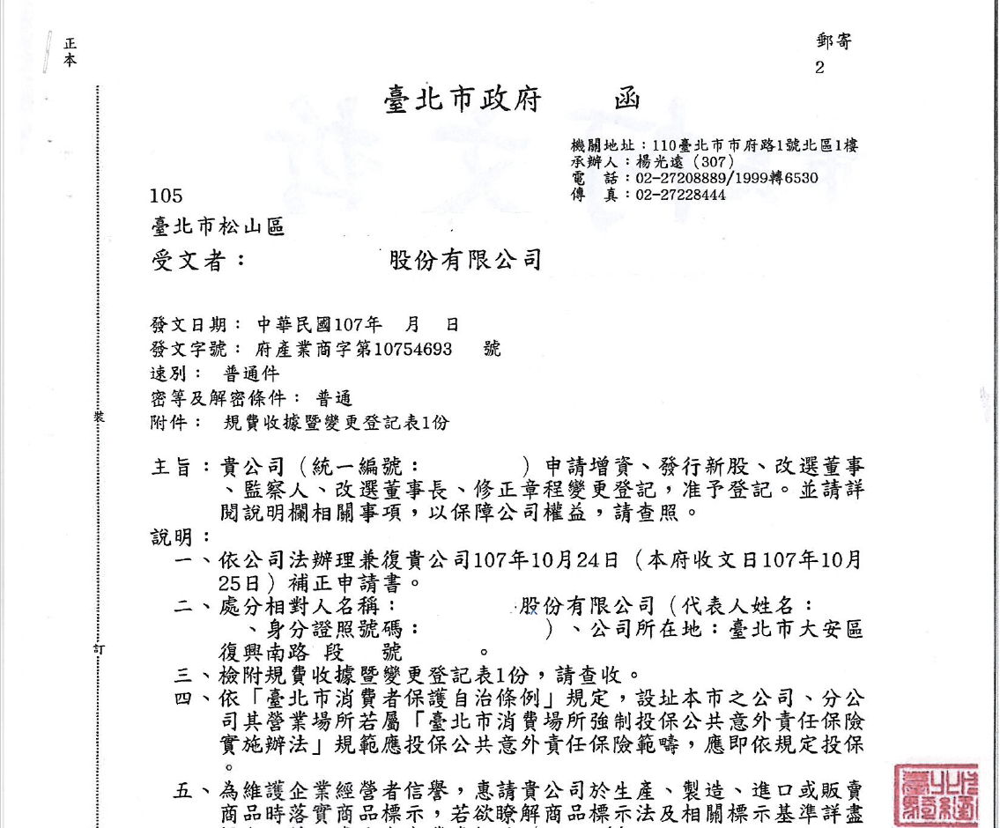 正本
郵寄
2
臺北市政府 函
機關地址：110臺北市市府路1號北區1樓
承辦人：楊光遠（307）
電 話：02-27208889/1999轉6530
傳 真：02-27228444
105
臺北市松山區
受文者： 股份有限公司
發文日期：中華民國107年 月 日
發文字號：府產業商字第10754693 號
速別：普通件
密等及解密條件：普通
附件：規費收據暨變更登記表1份
主旨：貴公司（統一編號： ）申請增資、發行新股、改選董事
、監察人、改選董事長、修正章程變更登記，准予登記。並請詳
閱說明欄相關事項，以保障公司權益，請查照。
說明：
一、依公司法辦理兼復貴公司107年10月24日（本府收文日107年10月
25日）補正申請書。
二、處分相對人名稱： 股份有限公司（代表人姓名：
、身分證照號碼： ）、公司所在地：臺北市大安區
復興南路 段 號 。
三、檢附規費收據暨變更登記表1份，請查收。
四、依「臺北市消費者保護自治條例」規定，設址本市之公司、分公
司其營業場所若屬「臺北市消費場所強制投保公共意外責任保險
實施辦法」規範應投保公共意外責任保險範疇，應即依規定投保
。
五、為維護企業經營者信譽，惠請貴公司於生產、製造、進口或販賣
商品時落實商品標示，若欲瞭解商品標示法及相關標示基準詳盡
裝
訂